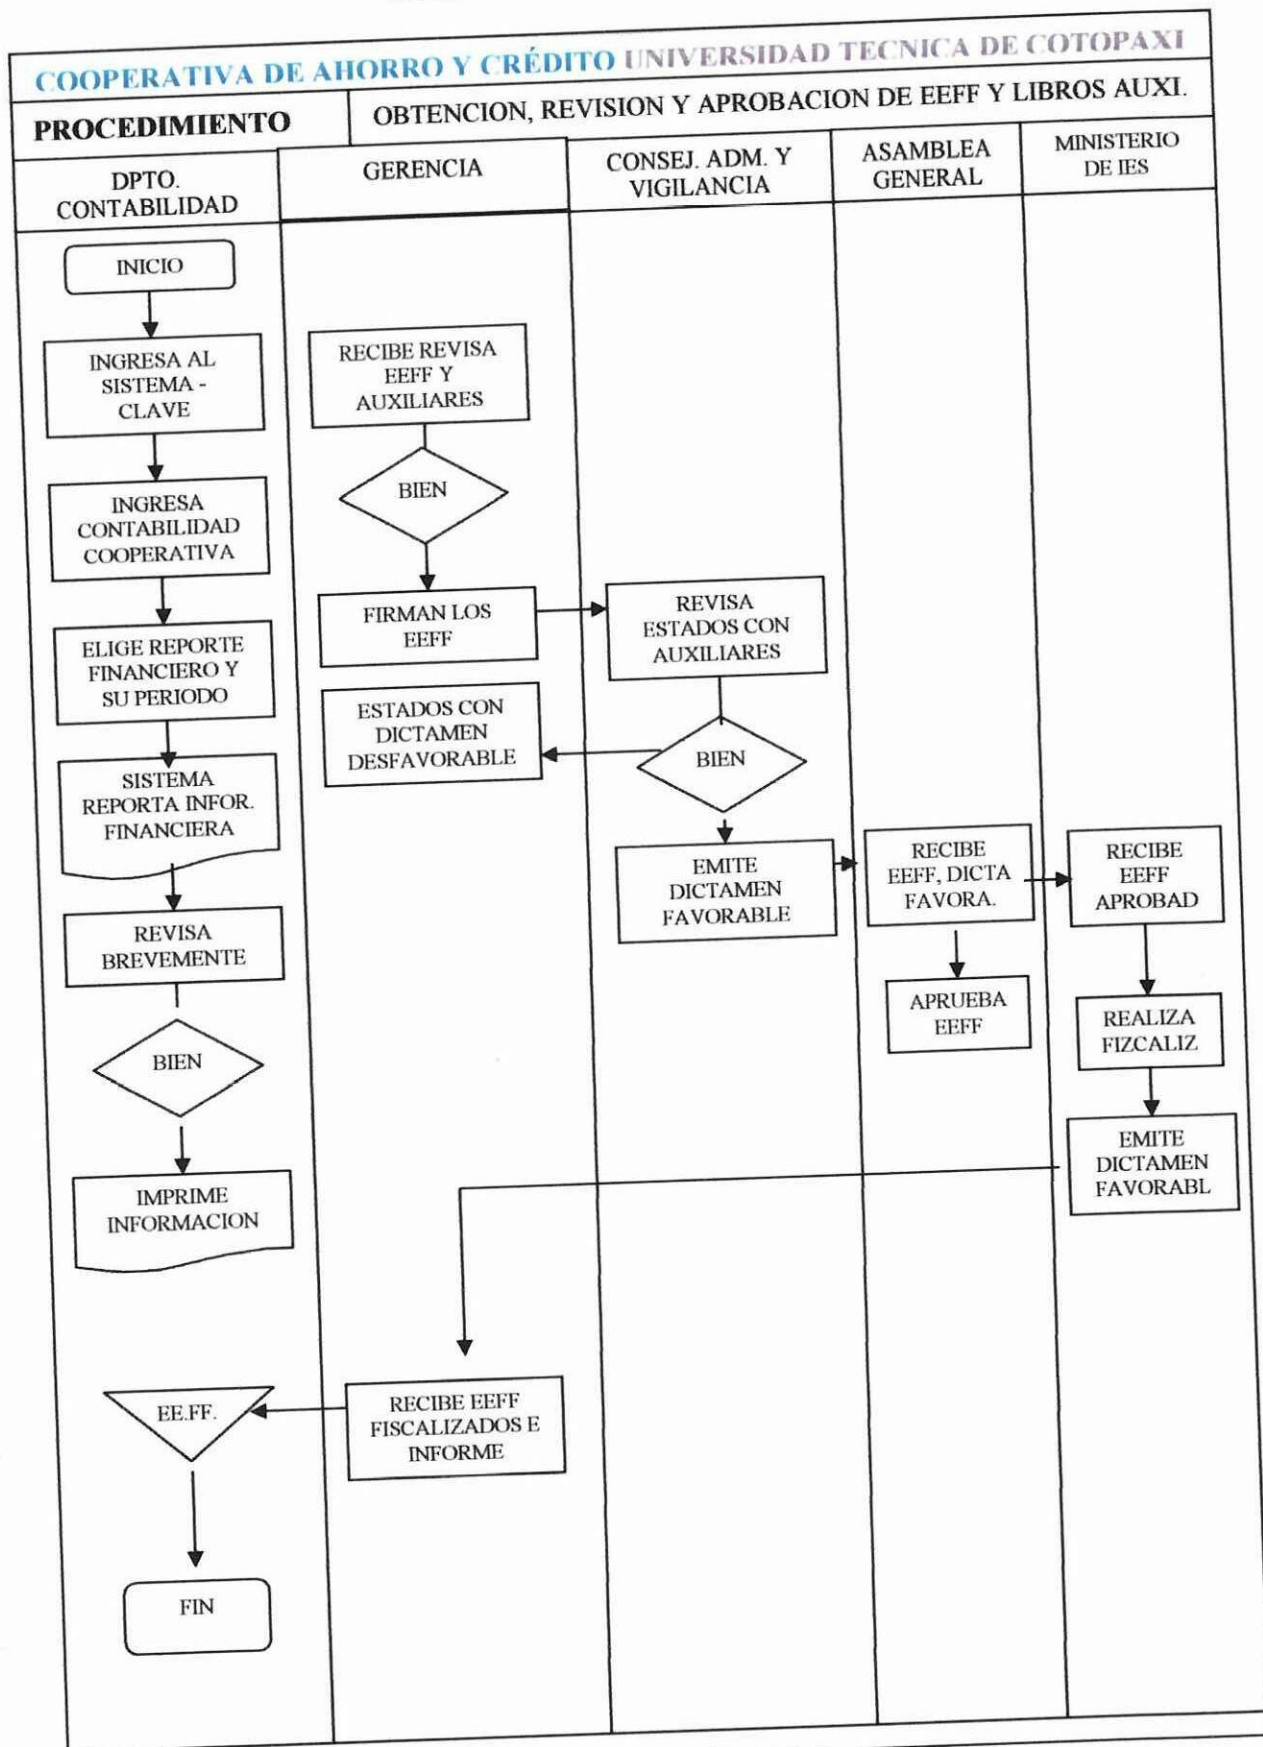 COOPERATIVA DE AHORRO Y CRÉDITO UNIVERSIDAD TECNICA DE COTOPAXI
PROCEDIMIENTO
OBTENCION, REVISION Y APROBACION DE EEFF Y LIBROS AUXI.
DPTO.
CONTABILIDAD
GERENCIA
CONSEJ. ADM. Y
VIGILANCIA
ASAMBLEA
GENERAL
MINISTERIO
DE IES
INICIO
INGRESA AL
SISTEMA -
CLAVE
INGRESA
CONTABILIDAD
COOPERATIVA
ELIGE REPORTE
FINANCIERO Y
SU PERIODO
SISTEMA
REPORTA INFOR.
FINANCIERA
REVISA
BREVEMENTE
BIEN
IMPRIME
INFORMACION
RECIBE REVISA
EEFF Y
AUXILIARES
BIEN
FIRMAN LOS
EEFF
ESTADOS CON
DICTAMEN
DESFAVORABLE
REVISA
ESTADOS CON
AUXILIARES
BIEN
EMITE
DICTAMEN
FAVORABLE
RECIBE
EEFF, DICTA
FAVORA.
APRUEBA
EEFF
RECIBE
EEFF
APROBAD
REALIZA
FIZCALIZ
EMITE
DICTAMEN
FAVORABL
RECIBE EEFF
FISCALIZADOS E
INFORME
EE.FF.
FIN